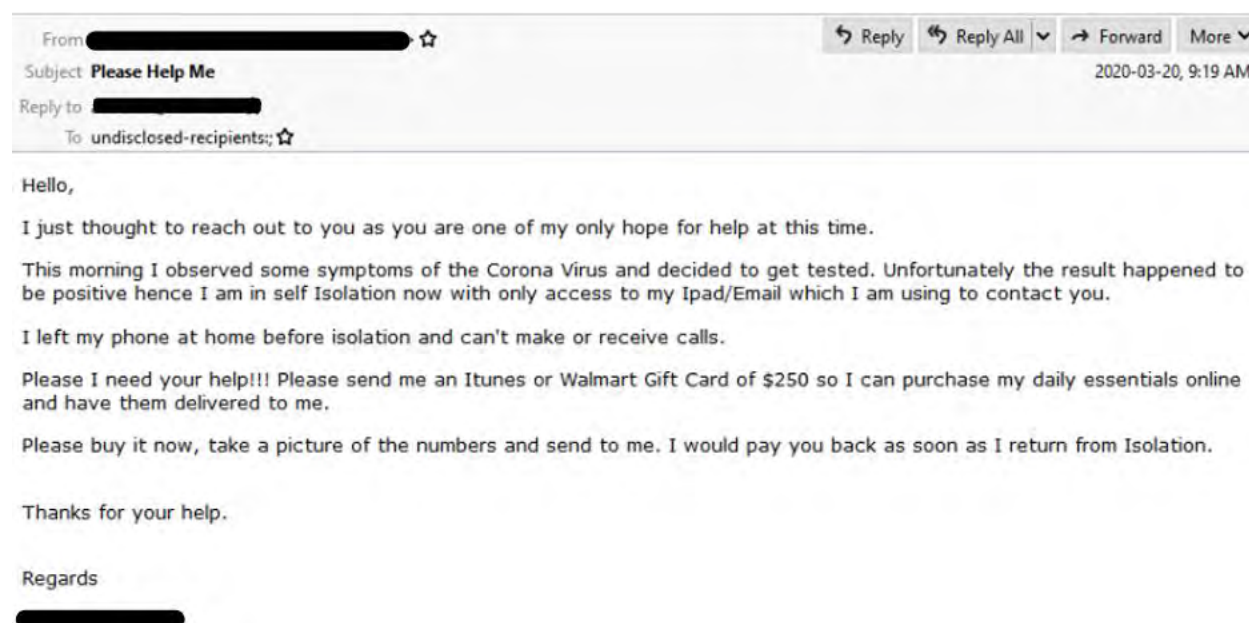 From
Reply Reply All Forward More
Subject Please Help Me
2020-03-20, 9:19 AM
Reply to
To undisclosed-recipients:;
Hello,
I just thought to reach out to you as you are one of my only hope for help at this time.
This morning I observed some symptoms of the Corona Virus and decided to get tested. Unfortunately the result happened to
be positive hence I am in self Isolation now with only access to my Ipad/Email which I am using to contact you.
I left my phone at home before isolation and can't make or receive calls.
Please I need your help!!! Please send me an Itunes or Walmart Gift Card of $250 so I can purchase my daily essentials online
and have them delivered to me.
Please buy it now, take a picture of the numbers and send to me. I would pay you back as soon as I return from Isolation.
Thanks for your help.
Regards